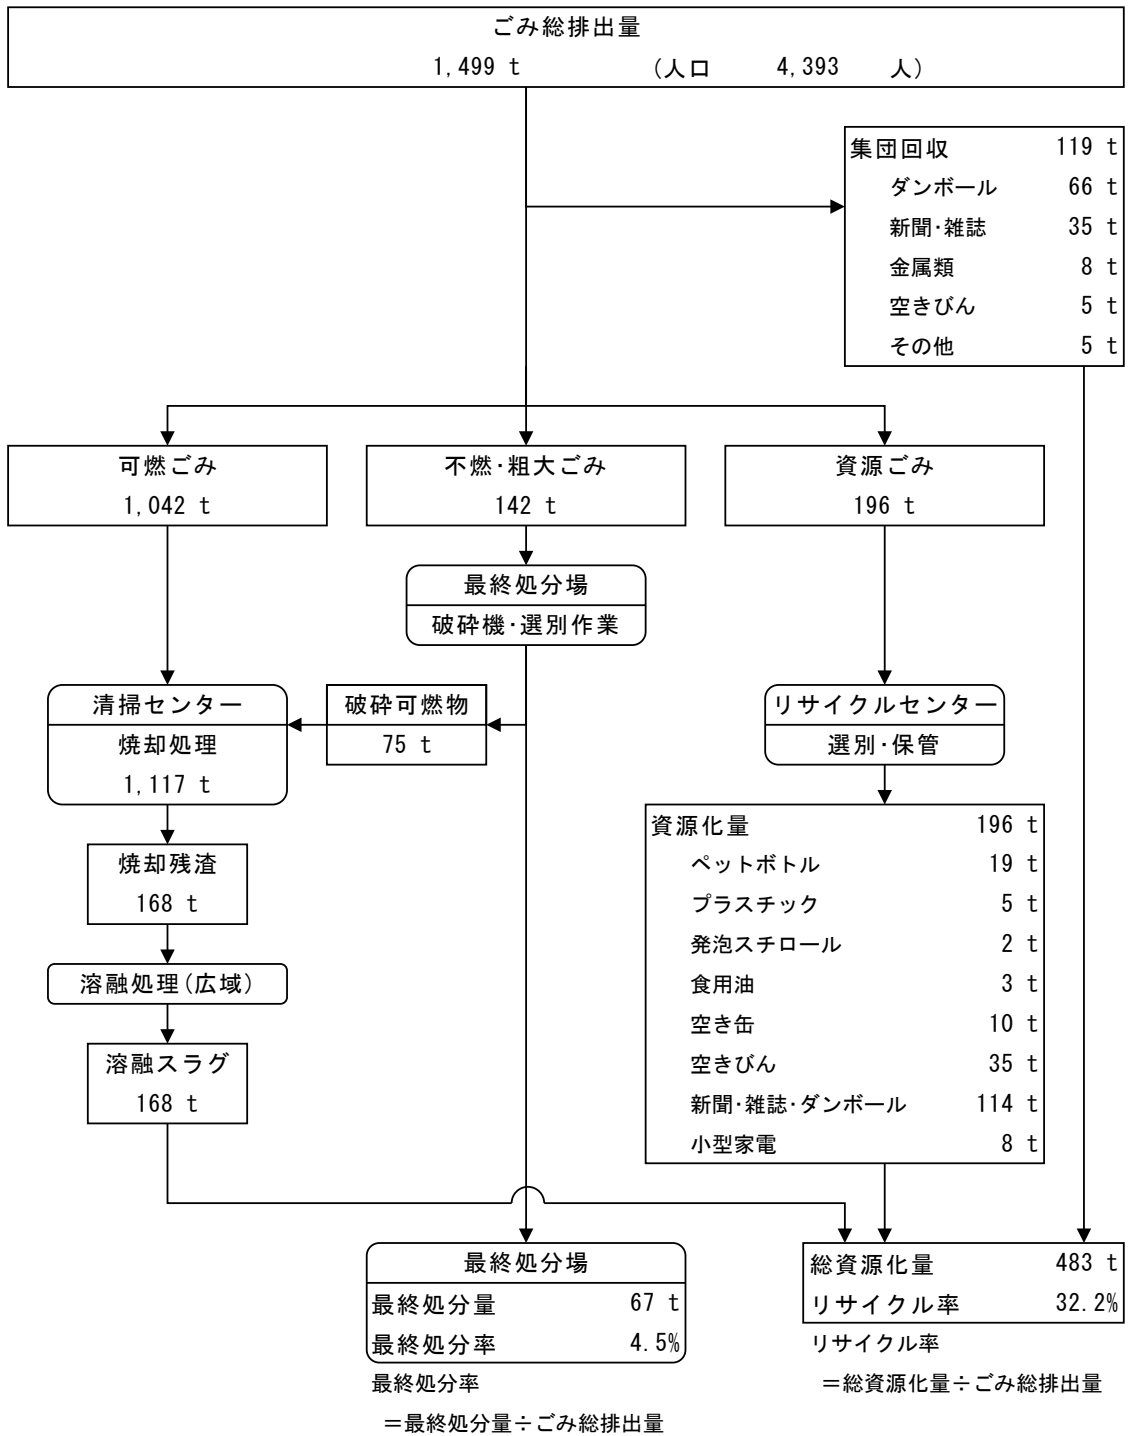 ごみ総排出量
1,499 t (人口 4,393 人)
集団回収 119 t
ダンボール 66 t
新聞・雑誌 35 t
金属類 8 t
空きびん 5 t
その他 5 t
可燃ごみ
1,042 t
不燃・粗大ごみ
142 t
資源ごみ
196 t
最終処分場
破砕機・選別作業
清掃センター
焼却処理
1,117 t
破砕可燃物
75 t
リサイクルセンター
選別・保管
焼却残渣
168 t
溶融処理(広域)
溶融スラグ
168 t
資源化量 196 t
ペットボトル 19 t
プラスチック 5 t
発泡スチロール 2 t
食用油 3 t
空き缶 10 t
空きびん 35 t
新聞・雑誌・ダンボール 114 t
小型家電 8 t
最終処分場
最終処分量 67 t
最終処分率 4.5%
最終処分率
=最終処分量÷ごみ総排出量
総資源化量 483 t
リサイクル率 32.2%
リサイクル率
=総資源化量÷ごみ総排出量